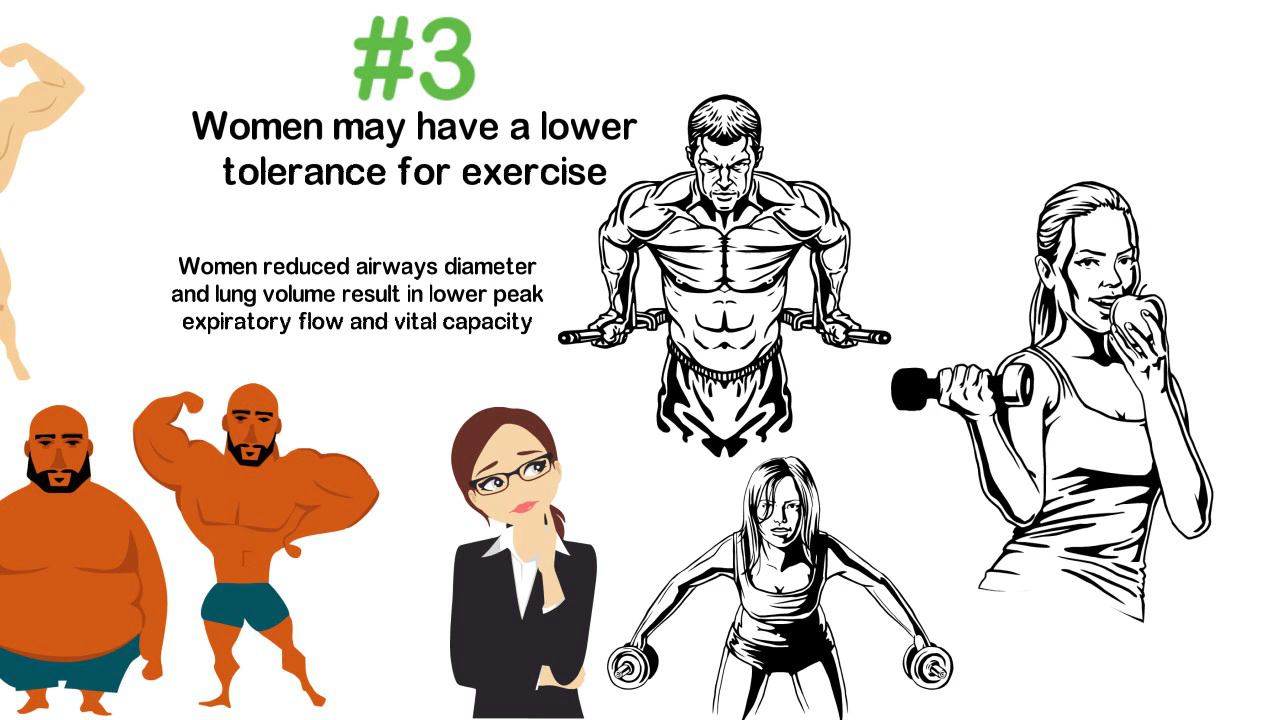 #3
Women may have a lower
tolerance for exercise
Women reduced airways diameter
and lung volume result in lower peak
expiratory flow and vital capacity